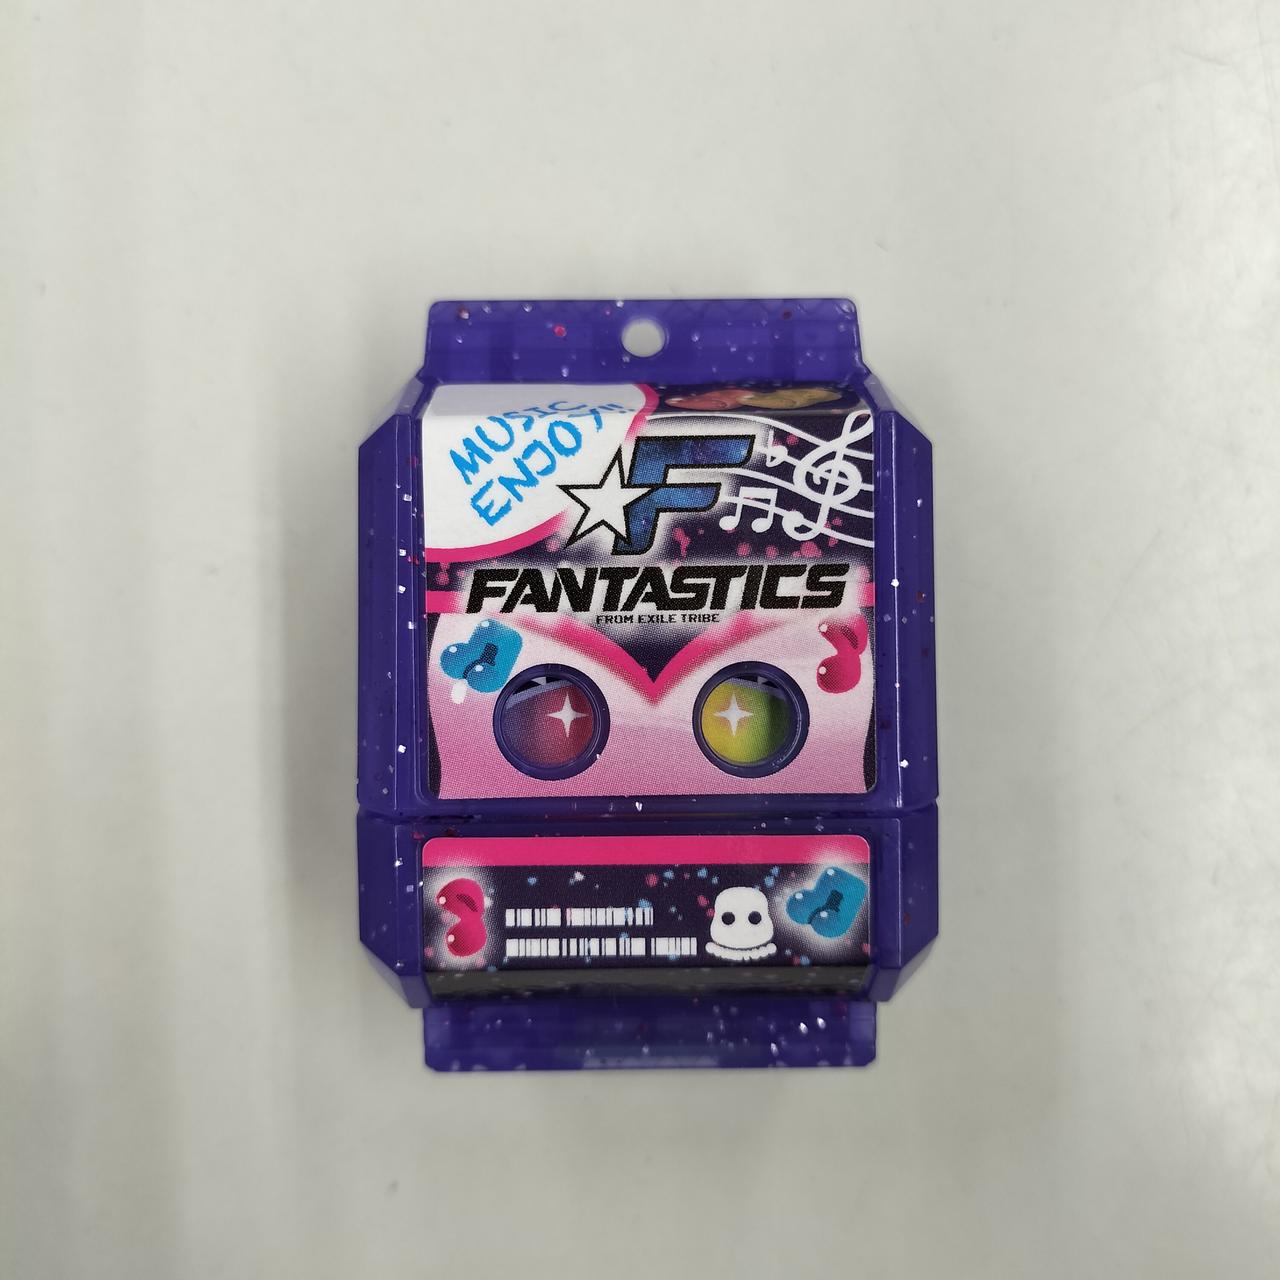 MUSIC
ENJOY!!
F
FANTASTICS
FROM EXILE TRIBE